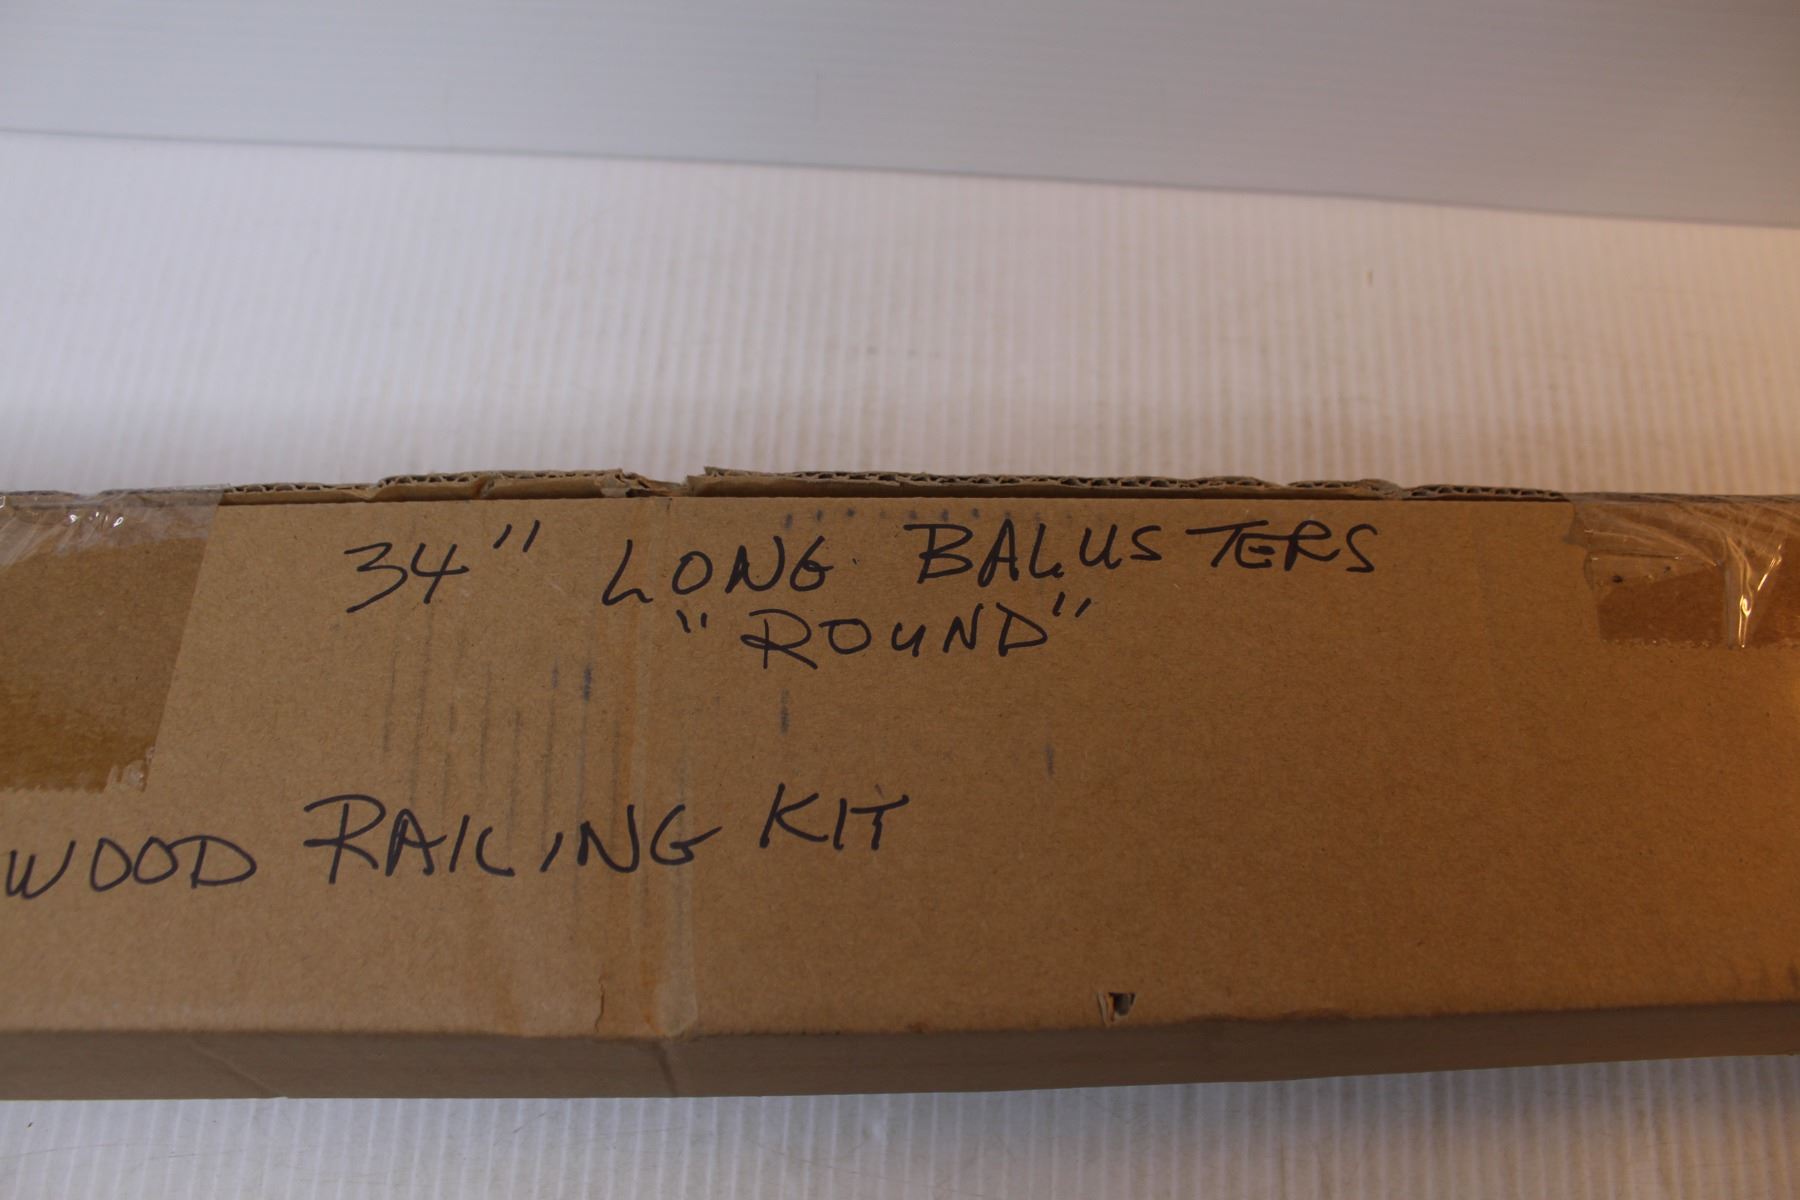 34" LONG BALUSTERS
"ROUND"
WOOD RAILING KIT